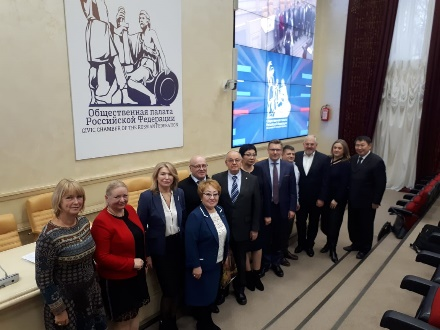 Общественная палата
Российской Федерации
CIVIC CHAMBER OF THE RUSSIAN FEDERATION